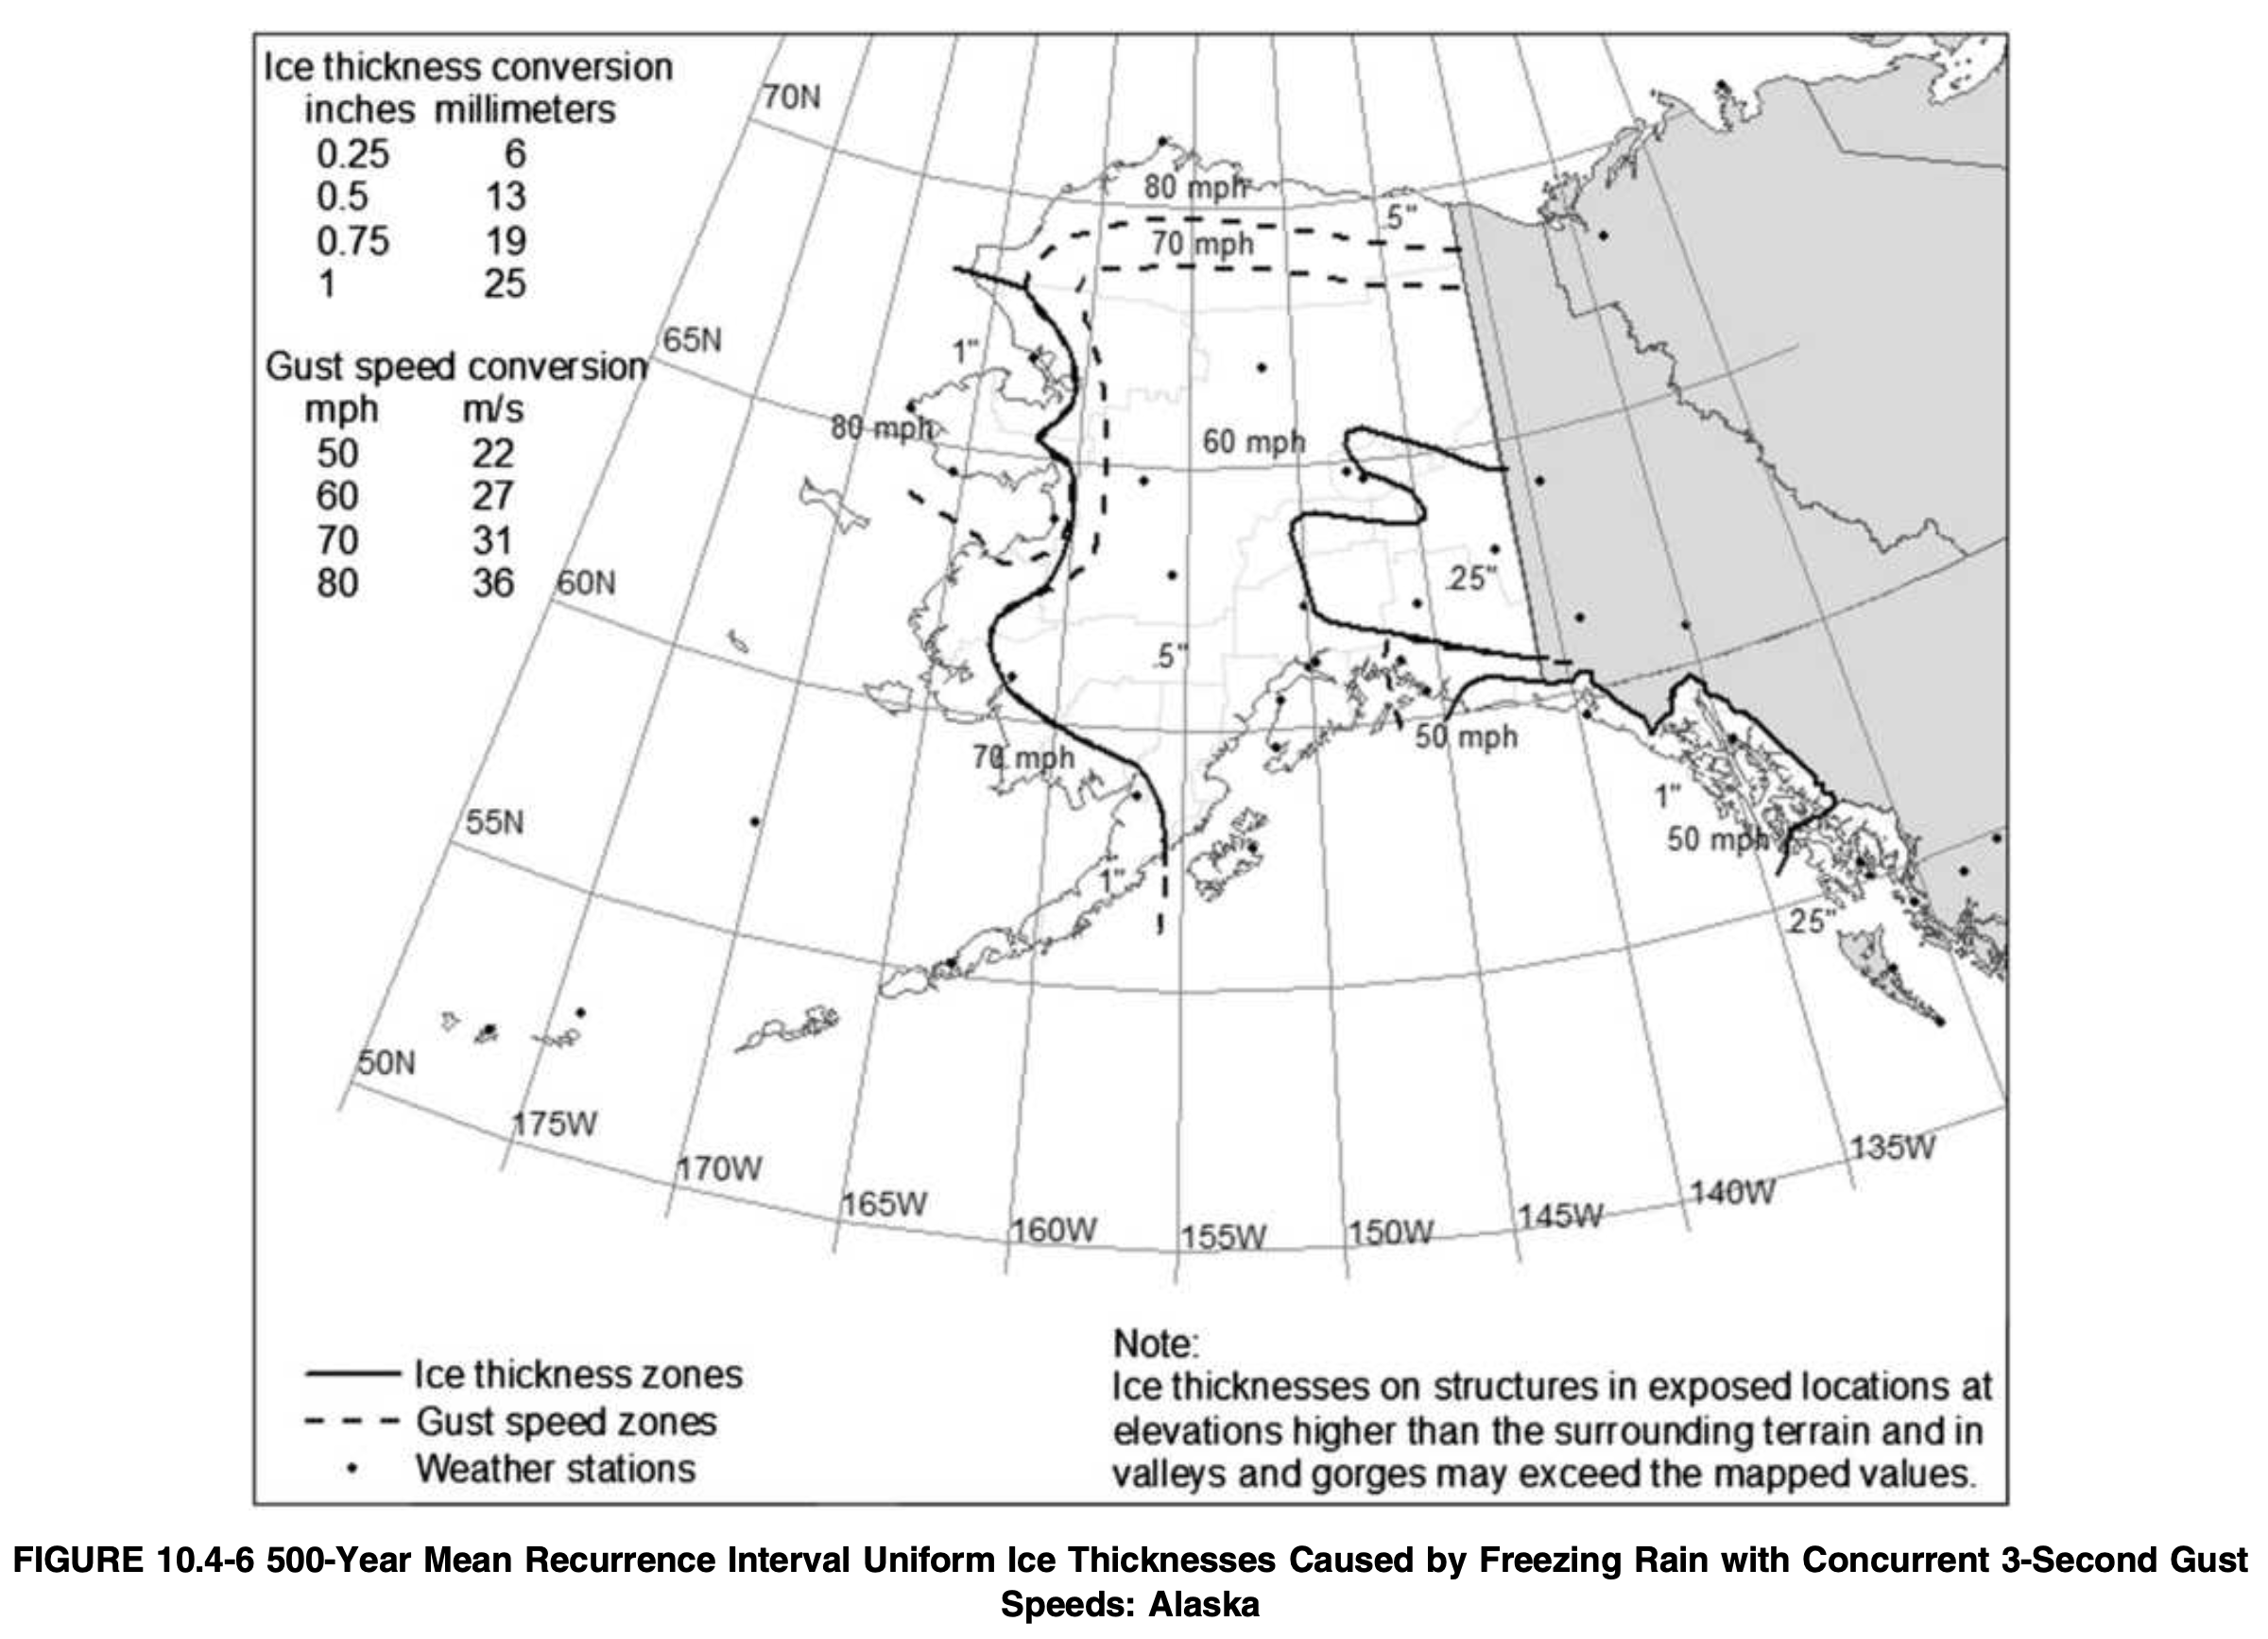 Ice thickness conversion
inches millimeters
0.25 6
0.5 13
0.75 19
1 25
Gust speed conversion
mph m/s
50 22
60 27
70 31
80 36
70N
65N
60N
55N
50N
175W
170W
165W
160W
155W
150W
145W
140W
135W
80 mph
.5"
70 mph
1"
80 mph
60 mph
.25"
.5"
50 mph
70 mph
1"
50 mph
1"
.25"
Ice thickness zones
Gust speed zones
Weather stations
Note:
Ice thicknesses on structures in exposed locations at
elevations higher than the surrounding terrain and in
valleys and gorges may exceed the mapped values.
FIGURE 10.4-6 500-Year Mean Recurrence Interval Uniform Ice Thicknesses Caused by Freezing Rain with Concurrent 3-Second Gust
Speeds: Alaska